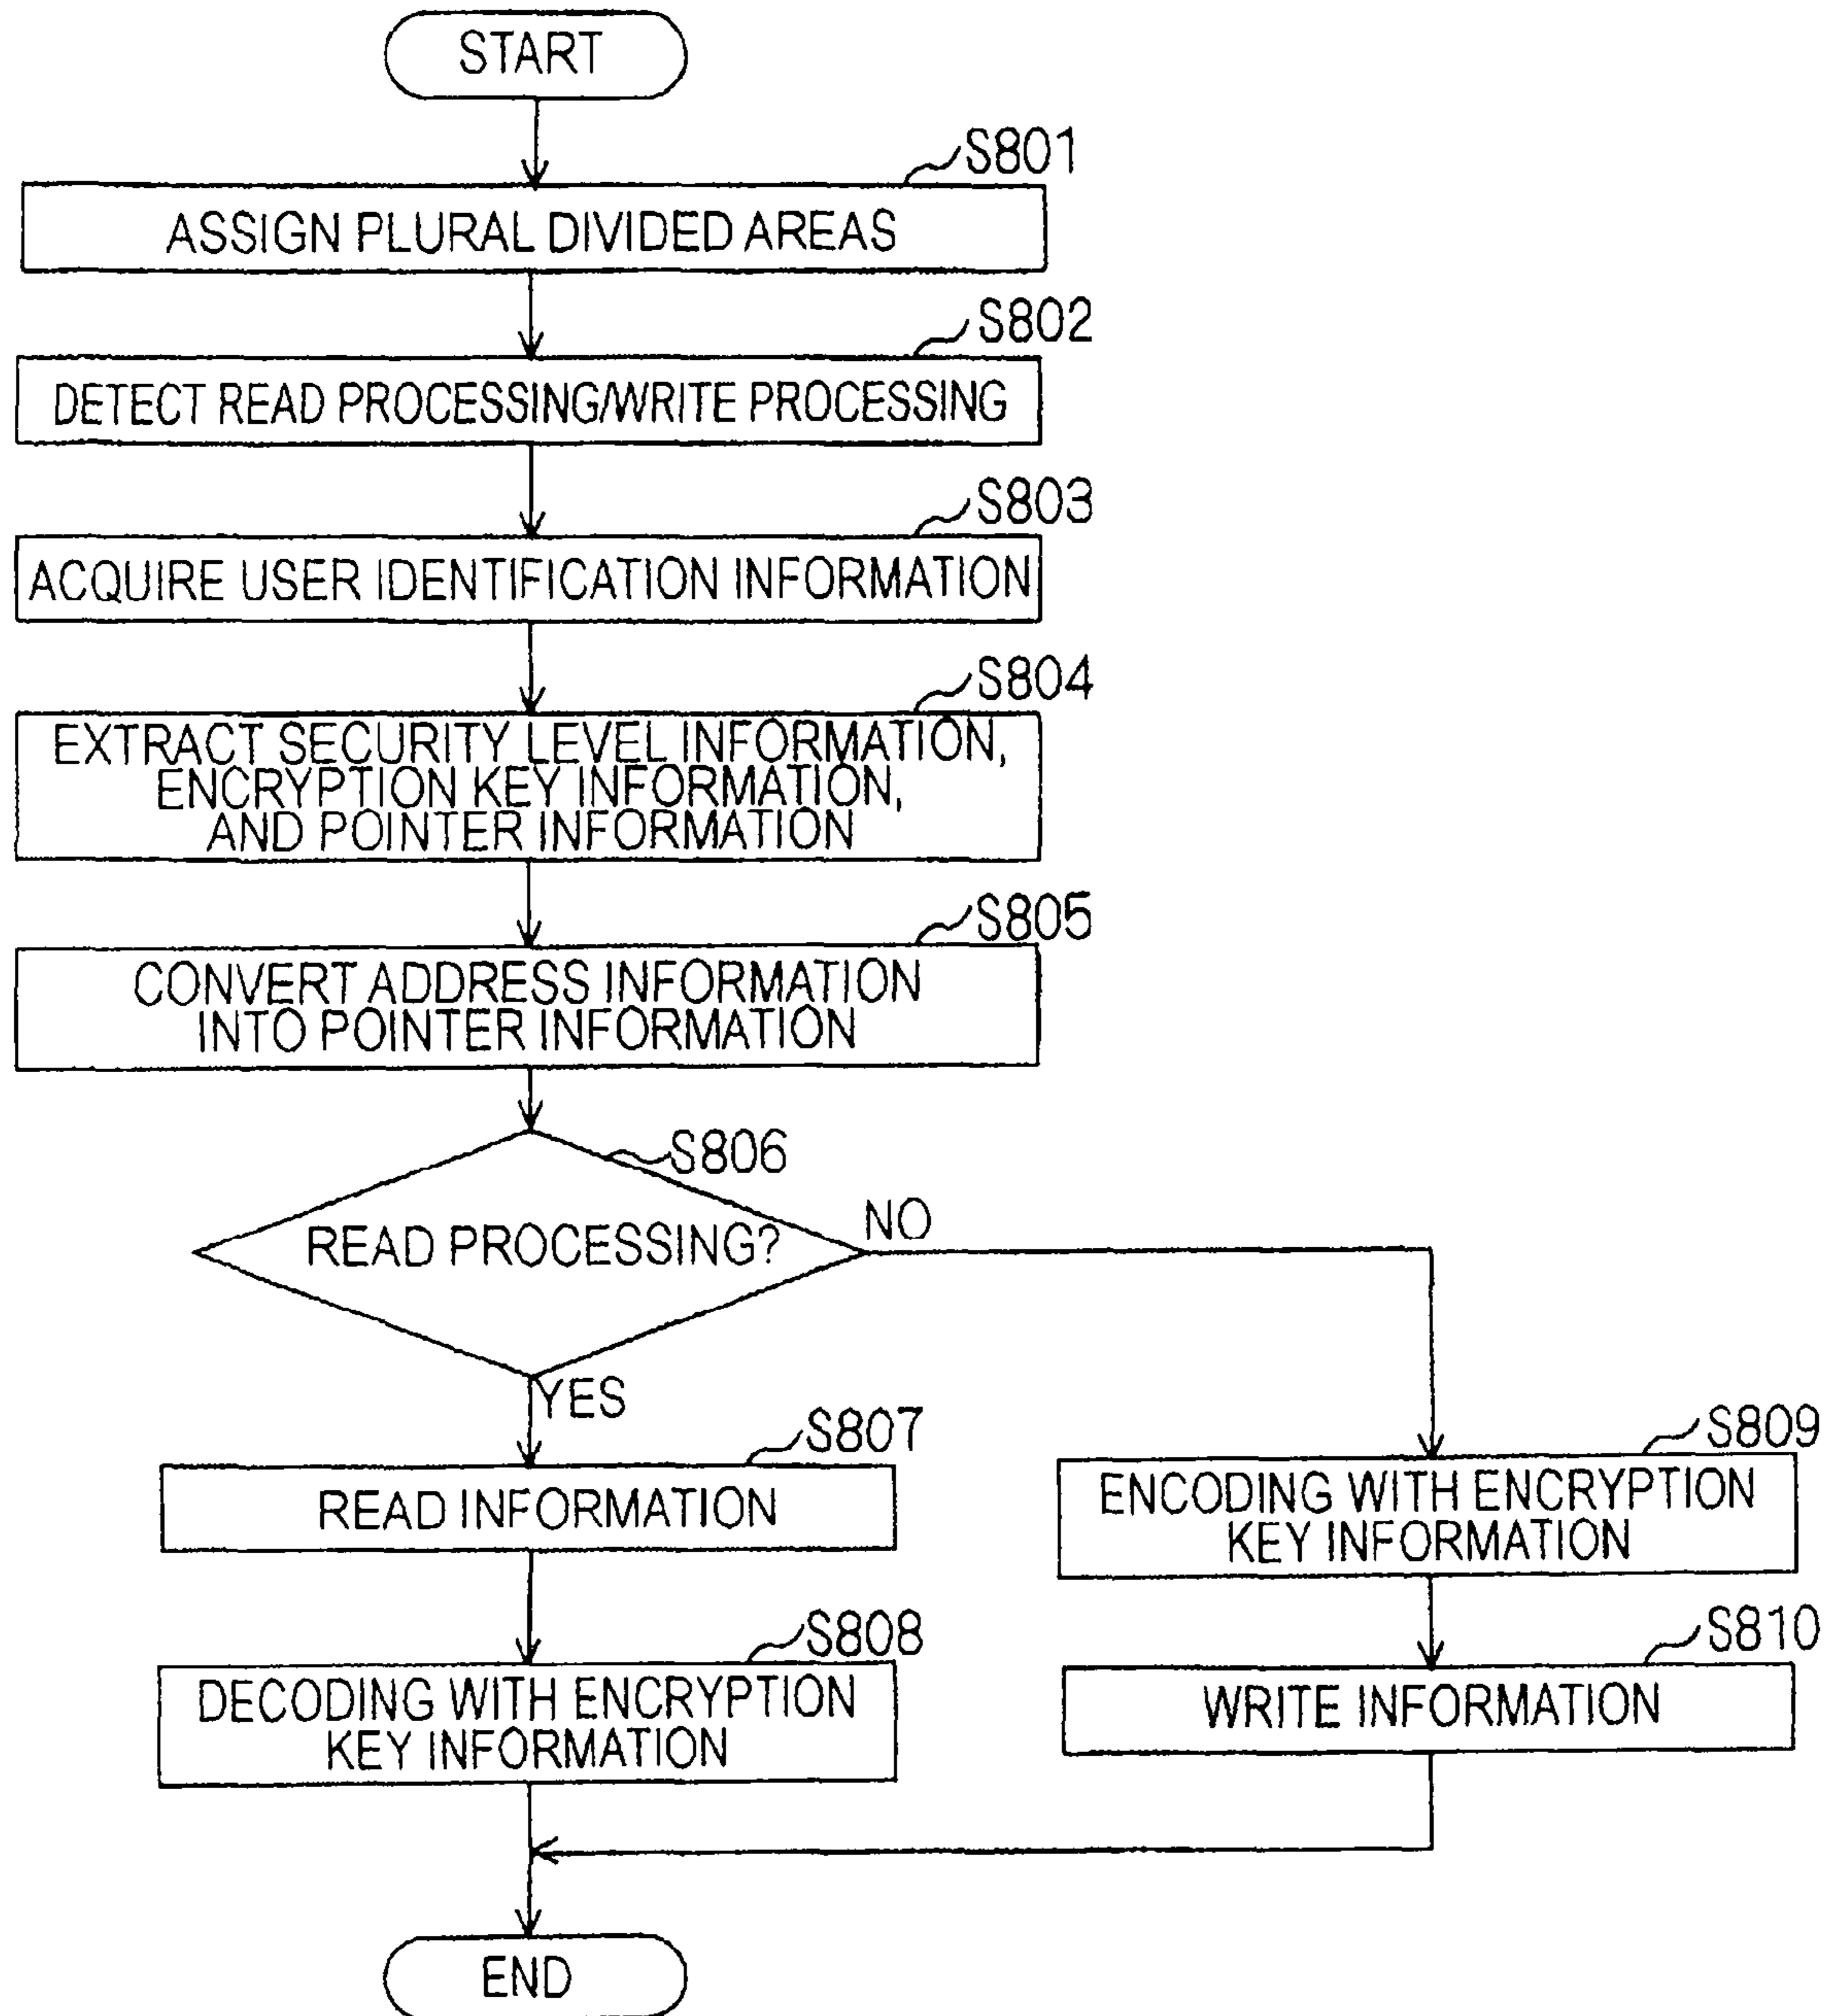 START
S801
ASSIGN PLURAL DIVIDED AREAS
S802
DETECT READ PROCESSING/WRITE PROCESSING
S803
ACQUIRE USER IDENTIFICATION INFORMATION
S804
EXTRACT SECURITY LEVEL INFORMATION,
ENCRYPTION KEY INFORMATION,
AND POINTER INFORMATION
S805
CONVERT ADDRESS INFORMATION
INTO POINTER INFORMATION
S806
READ PROCESSING?
NO
YES
S807
READ INFORMATION
S808
DECODING WITH ENCRYPTION
KEY INFORMATION
S809
ENCODING WITH ENCRYPTION
KEY INFORMATION
S810
WRITE INFORMATION
END